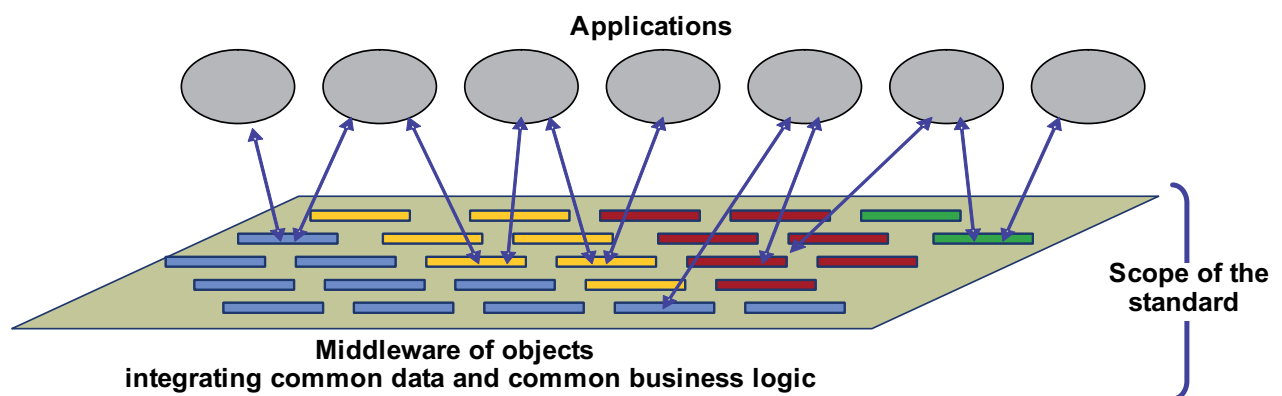 Applications
Scope of the
standard
Middleware of objects
integrating common data and common business logic